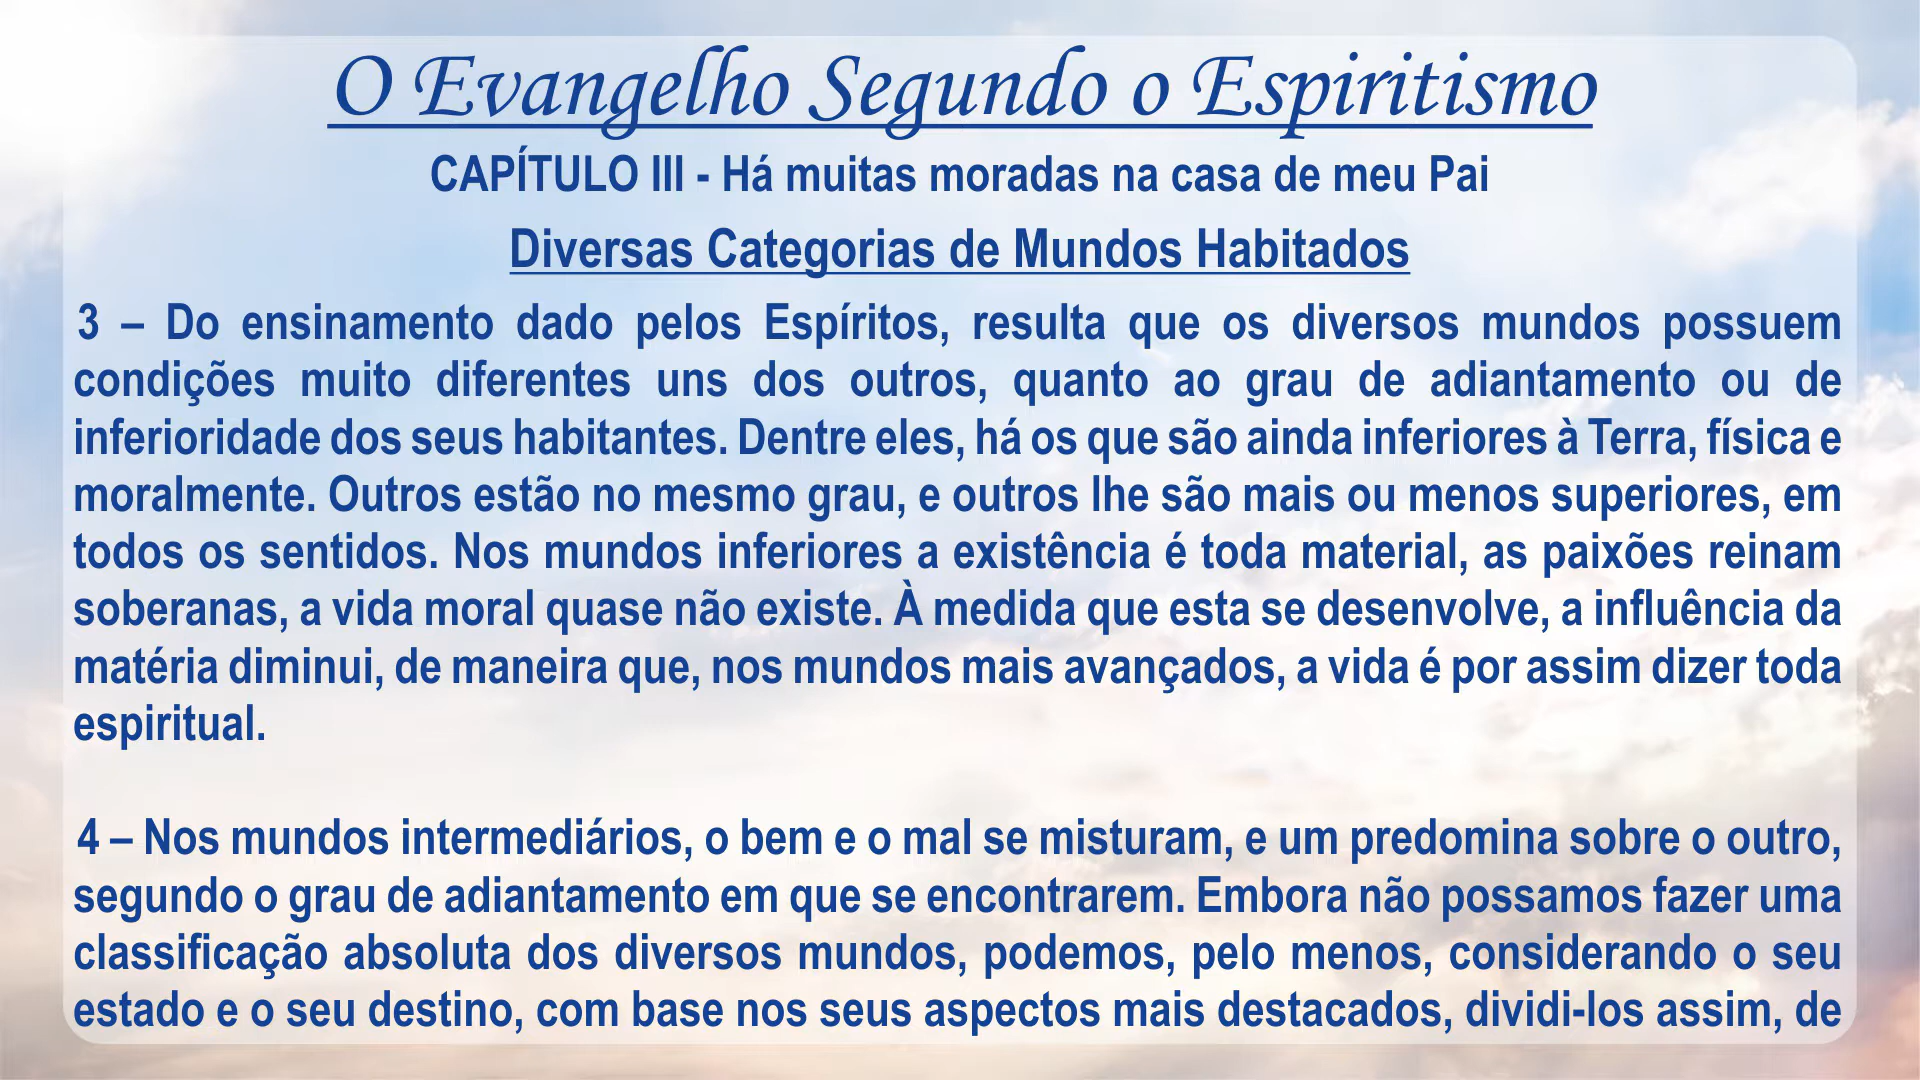 O Evangelho Segundo o Espiritismo
CAPÍTULO III - Há muitas moradas na casa de meu Pai
Diversas Categorias de Mundos Habitados
3 – Do ensinamento dado pelos Espíritos, resulta que os diversos mundos possuem
condições muito diferentes uns dos outros, quanto ao grau de adiantamento ou de
inferioridade dos seus habitantes. Dentre eles, há os que são ainda inferiores à Terra, física e
moralmente. Outros estão no mesmo grau, e outros lhe são mais ou menos superiores, em
todos os sentidos. Nos mundos inferiores a existência é toda material, as paixões reinam
soberanas, a vida moral quase não existe. À medida que esta se desenvolve, a influência da
matéria diminui, de maneira que, nos mundos mais avançados, a vida é por assim dizer toda
espiritual.
4 – Nos mundos intermediários, o bem e o mal se misturam, e um predomina sobre o outro,
segundo o grau de adiantamento em que se encontrarem. Embora não possamos fazer uma
classificação absoluta dos diversos mundos, podemos, pelo menos, considerando o seu
estado e o seu destino, com base nos seus aspectos mais destacados, dividi-los assim, de